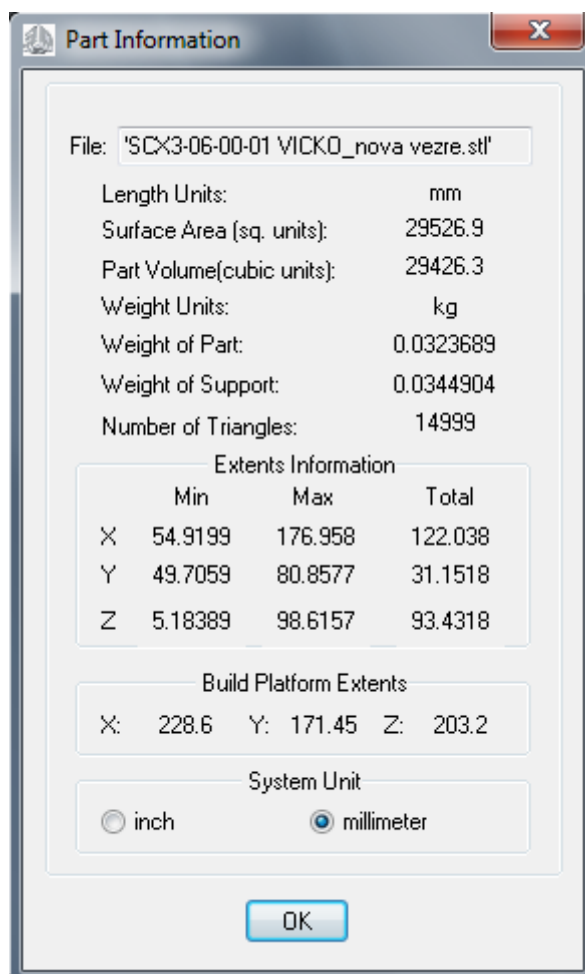 Part Information
File: 'SCX3-06-00-01 VICKO_nova vezre.stl'
Length Units: mm
Surface Area (sq. units): 29526.9
Part Volume(cubic units): 29426.3
Weight Units: kg
Weight of Part: 0.0323689
Weight of Support: 0.0344904
Number of Triangles: 14999
Extents Information
Min Max Total
X 54.9199 176.958 122.038
Y 49.7059 80.8577 31.1518
Z 5.18389 98.6157 93.4318
Build Platform Extents
X: 228.6 Y: 171.45 Z: 203.2
System Unit
inch millimeter
OK